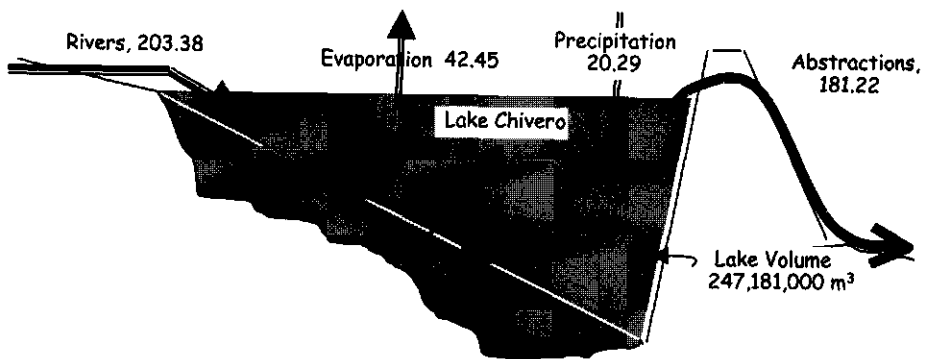 Rivers, 203.38
Evaporation 42.45
Precipitation
20.29
Abstractions,
181.22
Lake Chivero
Lake Volume
247,181,000 m³